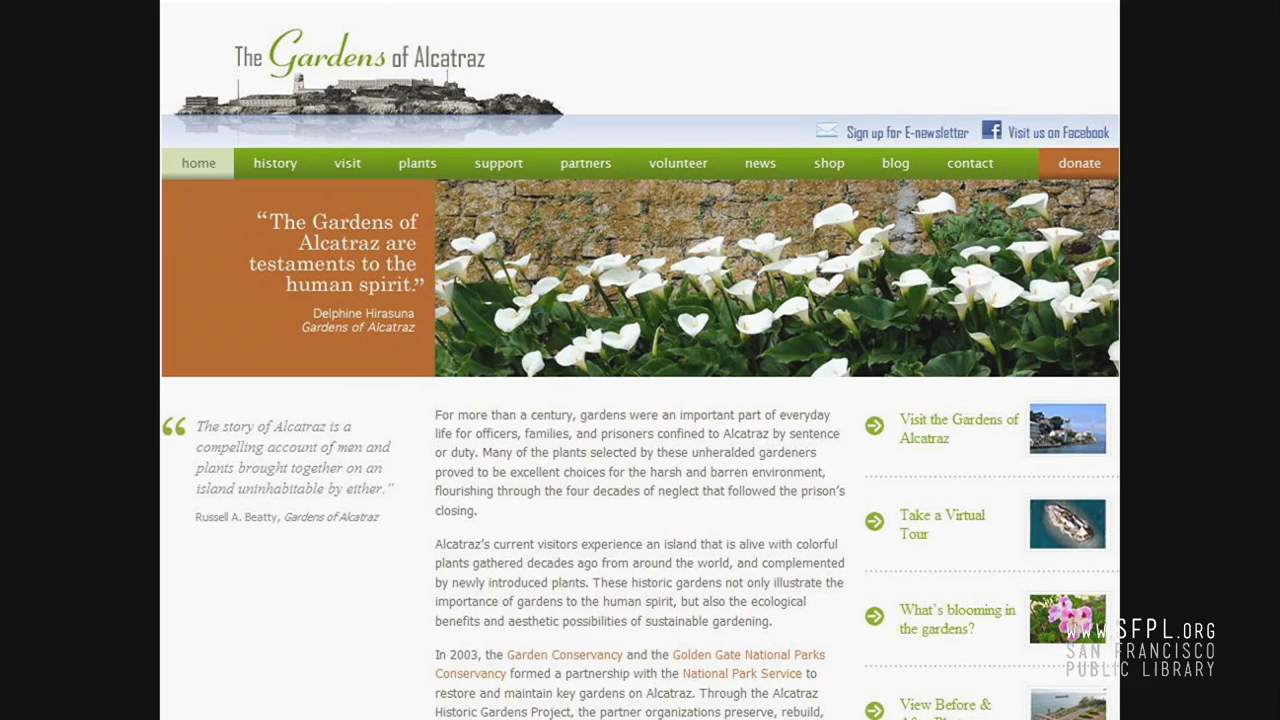 The Gardens of Alcatraz
Sign up for E-newsletter
Visit us on Facebook
home
history
visit
plants
support
partners
volunteer
news
shop
blog
contact
donate
“The Gardens of
Alcatraz are
testaments to the
human spirit.”
Delphine Hirasuna
Gardens of Alcatraz
“ The story of Alcatraz is a
compelling account of men and
plants brought together on an
island uninhabitable by either.”
Russell A. Beatty, Gardens of Alcatraz
For more than a century, gardens were an important part of everyday
life for officers, families, and prisoners confined to Alcatraz by sentence
or duty. Many of the plants selected by these unheralded gardeners
proved to be excellent choices for the harsh and barren environment,
flourishing through the four decades of neglect that followed the prison’s
closing.
Alcatraz’s current visitors experience an island that is alive with colorful
plants gathered decades ago from around the world, and complemented
by newly introduced plants. These historic gardens not only illustrate the
importance of gardens to the human spirit, but also the ecological
benefits and aesthetic possibilities of sustainable gardening.
In 2003, the Garden Conservancy and the Golden Gate National Parks
Conservancy formed a partnership with the National Park Service to
restore and maintain key gardens on Alcatraz. Through the Alcatraz
Historic Gardens Project, the partner organizations preserve, rebuild,
Visit the Gardens of
Alcatraz
Take a Virtual
Tour
What’s blooming in
the gardens?
View Before &
WWW.SFPL.ORG
SAN FRANCISCO
PUBLIC LIBRARY